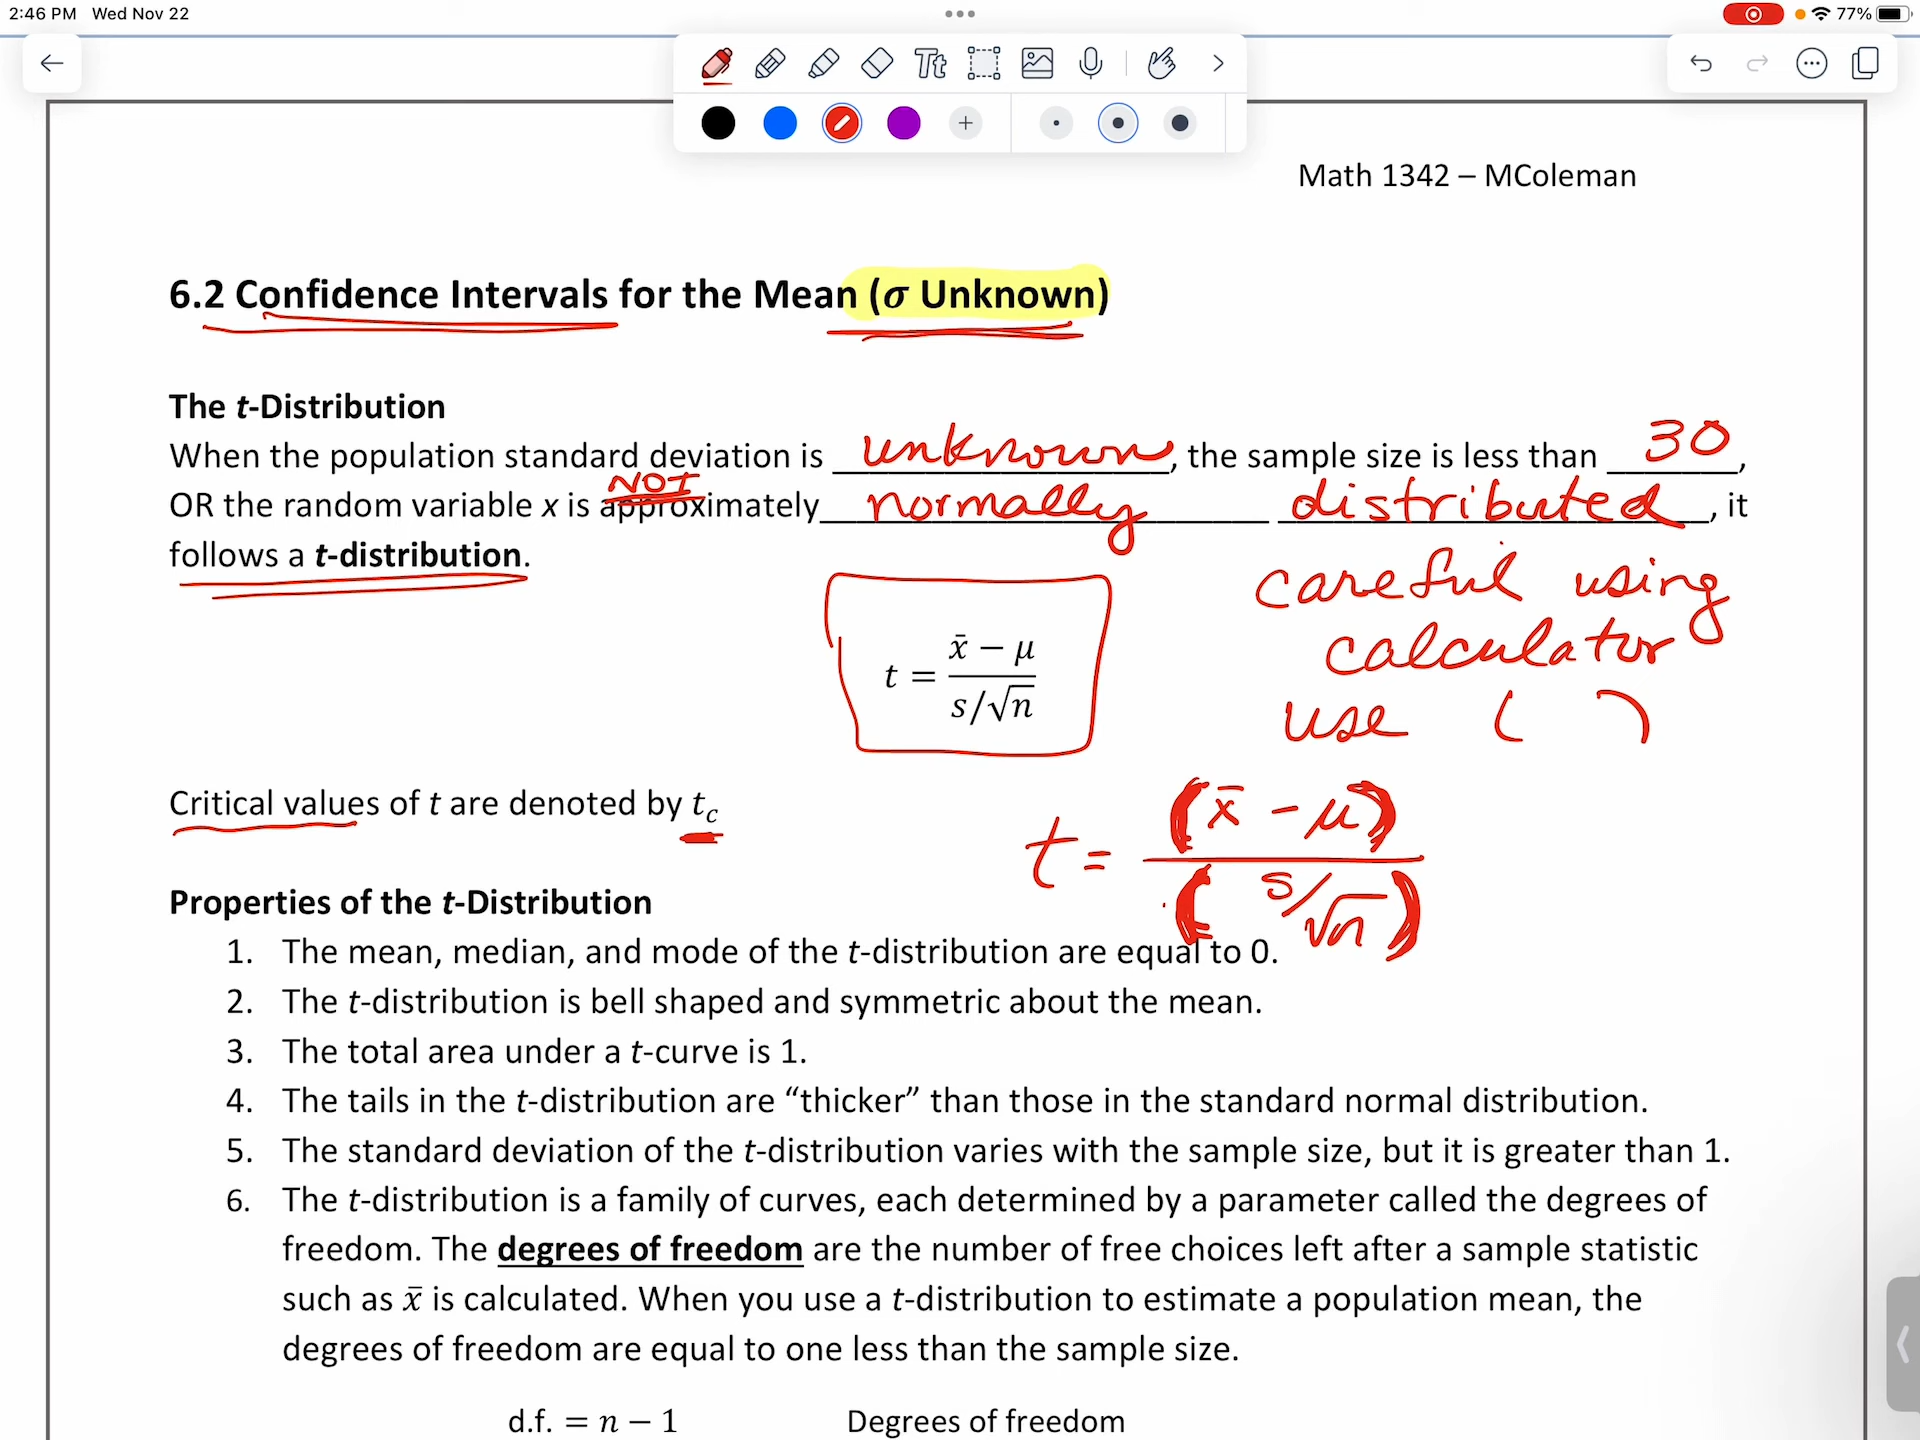 2:46 PM Wed Nov 22
77%
Tt
Math 1342 – MColeman
6.2 Confidence Intervals for the Mean (σ Unknown)
The t-Distribution
When the population standard deviation is unknown, the sample size is less than 30,
NOT
OR the random variable x is approximately normally distributed, it
follows a t-distribution.
careful using
calculator
use ( )
t = x̄ − μ / s/√n
Critical values of t are denoted by t_c
t = (x̄ − μ) / (s/√n)
Properties of the t-Distribution
1. The mean, median, and mode of the t-distribution are equal to 0.
2. The t-distribution is bell shaped and symmetric about the mean.
3. The total area under a t-curve is 1.
4. The tails in the t-distribution are “thicker” than those in the standard normal distribution.
5. The standard deviation of the t-distribution varies with the sample size, but it is greater than 1.
6. The t-distribution is a family of curves, each determined by a parameter called the degrees of
freedom. The degrees of freedom are the number of free choices left after a sample statistic
such as x̄ is calculated. When you use a t-distribution to estimate a population mean, the
degrees of freedom are equal to one less than the sample size.
d.f. = n − 1 Degrees of freedom